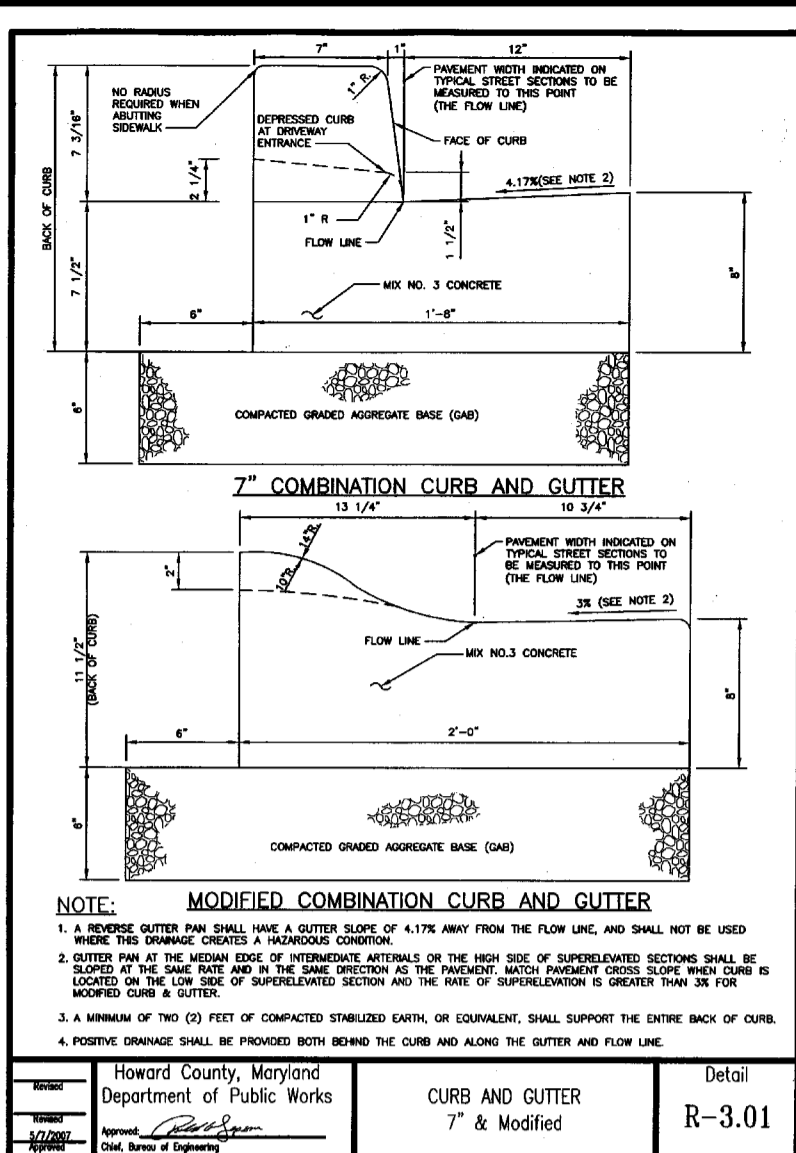 7"
1"
12"
NO RADIUS
REQUIRED WHEN
ABUTTING
SIDEWALK
1" R.
PAVEMENT WIDTH INDICATED ON
TYPICAL STREET SECTIONS TO BE
MEASURED TO THIS POINT
(THE FLOW LINE)
DEPRESSED CURB
AT DRIVEWAY
ENTRANCE
FACE OF CURB
BACK OF CURB
7 3/16"
2 1/4"
4.17%(SEE NOTE 2)
1" R
FLOW LINE
1 1/2"
7 1/2"
8"
MIX NO. 3 CONCRETE
6"
1'-8"
6"
COMPACTED GRADED AGGREGATE BASE (GAB)
7" COMBINATION CURB AND GUTTER
13 1/4"
10 3/4"
14"R.
10"R.
PAVEMENT WIDTH INDICATED ON
TYPICAL STREET SECTIONS TO
BE MEASURED TO THIS POINT
(THE FLOW LINE)
2"
3% (SEE NOTE 2)
FLOW LINE
MIX NO.3 CONCRETE
11 1/2"
(BACK OF CURB)
8"
6"
2'-0"
6"
COMPACTED GRADED AGGREGATE BASE (GAB)
MODIFIED COMBINATION CURB AND GUTTER
NOTE:
1. A REVERSE GUTTER PAN SHALL HAVE A GUTTER SLOPE OF 4.17% AWAY FROM THE FLOW LINE, AND SHALL NOT BE USED
WHERE THIS DRAINAGE CREATES A HAZARDOUS CONDITION.
2. GUTTER PAN AT THE MEDIAN EDGE OF INTERMEDIATE ARTERIALS OR THE HIGH SIDE OF SUPERELEVATED SECTIONS SHALL BE
SLOPED AT THE SAME RATE AND IN THE SAME DIRECTION AS THE PAVEMENT. MATCH PAVEMENT CROSS SLOPE WHEN CURB IS
LOCATED ON THE LOW SIDE OF SUPERELEVATED SECTION AND THE RATE OF SUPERELEVATION IS GREATER THAN 3% FOR
MODIFIED CURB & GUTTER.
3. A MINIMUM OF TWO (2) FEET OF COMPACTED STABILIZED EARTH, OR EQUIVALENT, SHALL SUPPORT THE ENTIRE BACK OF CURB.
4. POSITIVE DRAINAGE SHALL BE PROVIDED BOTH BEHIND THE CURB AND ALONG THE GUTTER AND FLOW LINE.
Revised
Revised
5/7/2007
Approved
Howard County, Maryland
Department of Public Works
Approved:
Chief, Bureau of Engineering
CURB AND GUTTER
7" & Modified
Detail
R-3.01